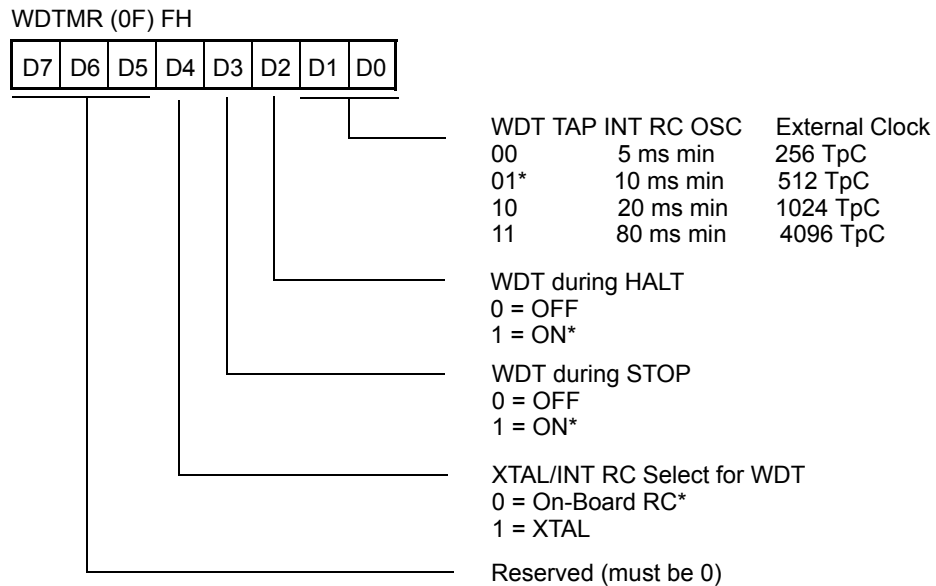 WDTMR (0F) FH
D7 D6 D5 D4 D3 D2 D1 D0
WDT TAP INT RC OSC External Clock
00 5 ms min 256 TpC
01* 10 ms min 512 TpC
10 20 ms min 1024 TpC
11 80 ms min 4096 TpC
WDT during HALT
0 = OFF
1 = ON*
WDT during STOP
0 = OFF
1 = ON*
XTAL/INT RC Select for WDT
0 = On-Board RC*
1 = XTAL
Reserved (must be 0)